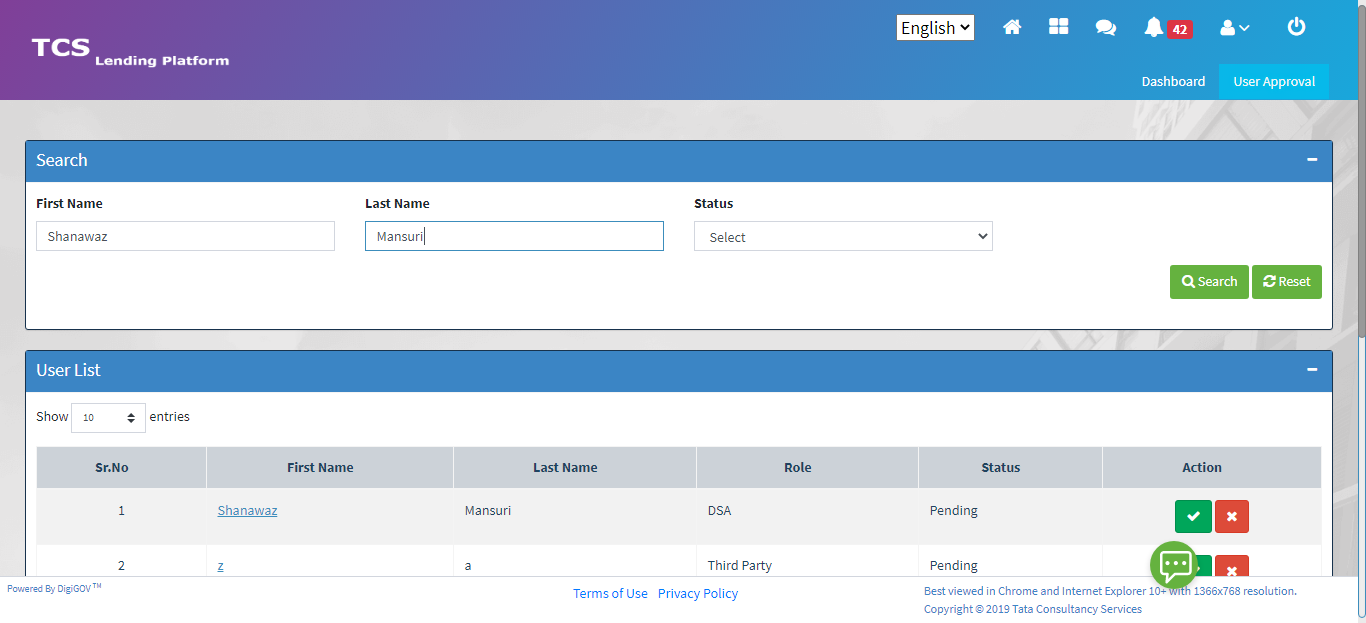 English
42
TCS Lending Platform
Dashboard User Approval
Search
First Name Last Name Status
Shanawaz Mansuri Select
Search Reset
User List
Show 10 entries
Sr.No First Name Last Name Role Status Action
1 Shanawaz Mansuri DSA Pending
2 z a Third Party Pending
Powered By DigiGOV™ Terms of Use Privacy Policy Best viewed in Chrome and Internet Explorer 10+ with 1366x768 resolution.
Copyright © 2019 Tata Consultancy Services